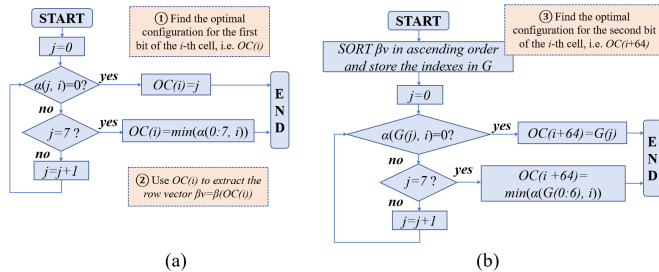 START
① Find the optimal
configuration for the first
bit of the i-th cell, i.e. OC(i)
j=0
α(j, i)=0?
yes
OC(i)=j
no
j=7 ?
yes
OC(i)=min(α(0:7, i))
no
j=j+1
E
N
D
② Use OC(i) to extract the
row vector βv=β(OC(i))
(a)
START
③ Find the optimal
configuration for the second bit
of the i-th cell, i.e. OC(i+64)
SORT βv in ascending order
and store the indexes in G
j=0
α(G(j), i)=0?
yes
OC(i+64)=G(j)
no
j=7 ?
yes
OC(i +64)=
min(α(G(0:6), i))
no
j=j+1
E
N
D
(b)